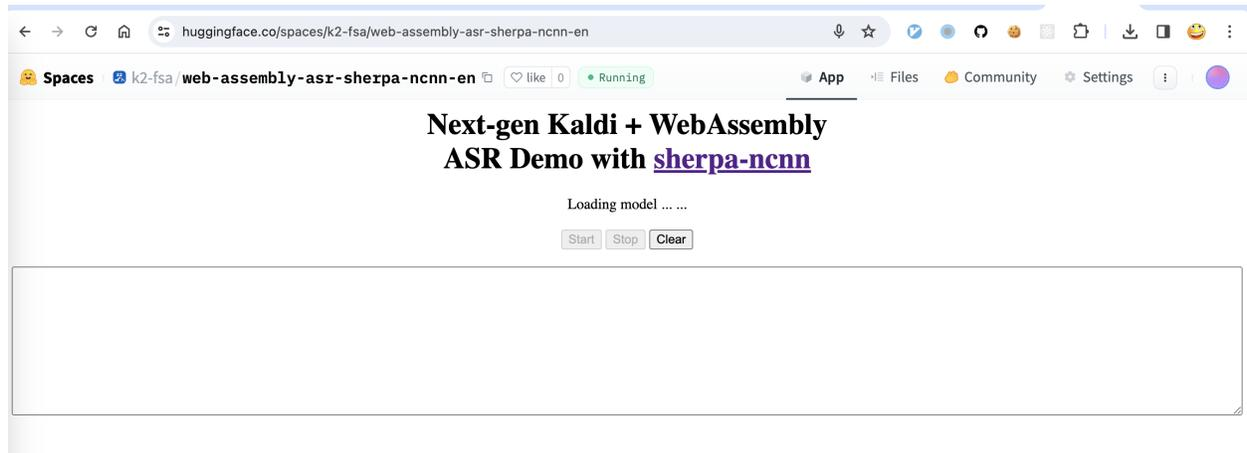 huggingface.co/spaces/k2-fsa/web-assembly-asr-sherpa-ncnn-en
Spaces k2-fsa/web-assembly-asr-sherpa-ncnn-en like 0 Running App Files Community Settings
Next-gen Kaldi + WebAssembly
ASR Demo with sherpa-ncnn
Loading model ... ...
Start Stop Clear